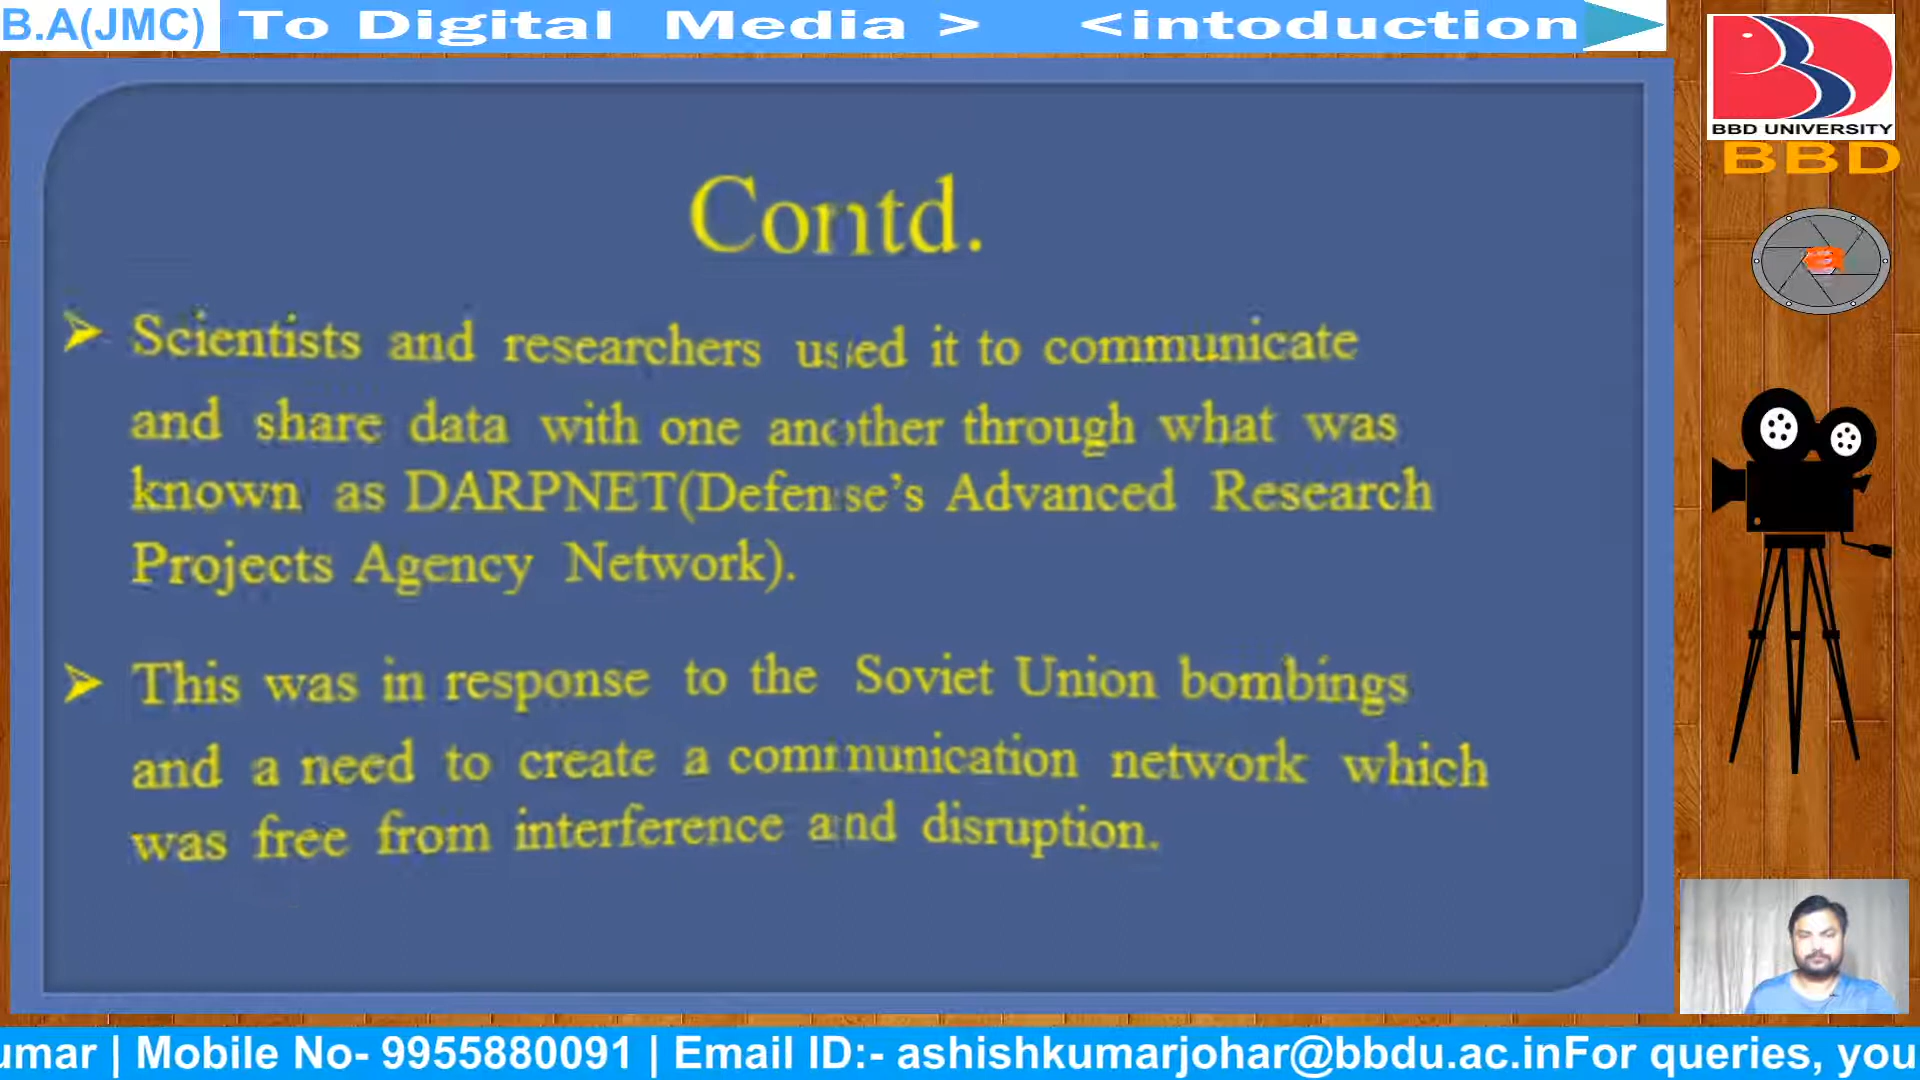 B.A(JMC) To Digital Media > <intoduction
BBD UNIVERSITY
BBD
Contd.
➢ Scientists and researchers used it to communicate
and share data with one another through what was
known as DARPNET(Defense’s Advanced Research
Projects Agency Network).
➢ This was in response to the Soviet Union bombings
and a need to create a communication network which
was free from interference and disruption.
umar | Mobile No- 9955880091 | Email ID:- ashishkumarjohar@bbdu.ac.inFor queries, you